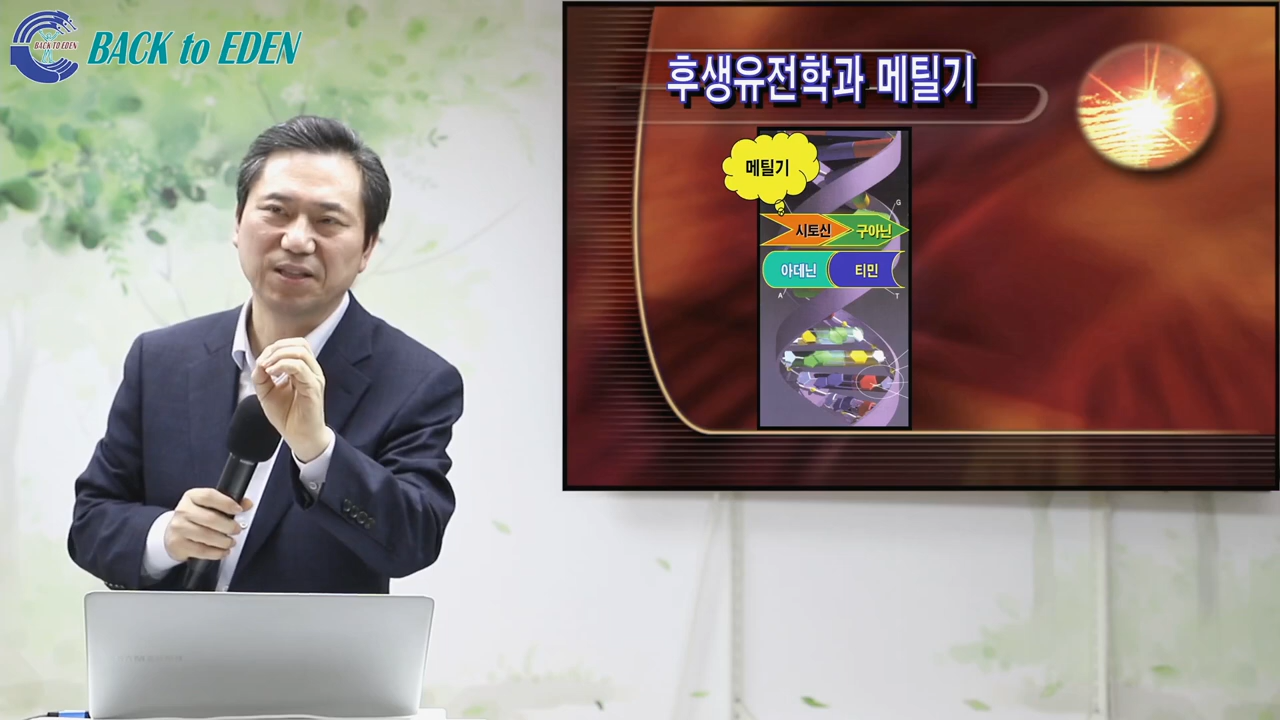 BACK TO EDEN
BACK to EDEN
후생유전학과 메틸기
메틸기
G
시토신 구아닌
아데닌 티민
A T